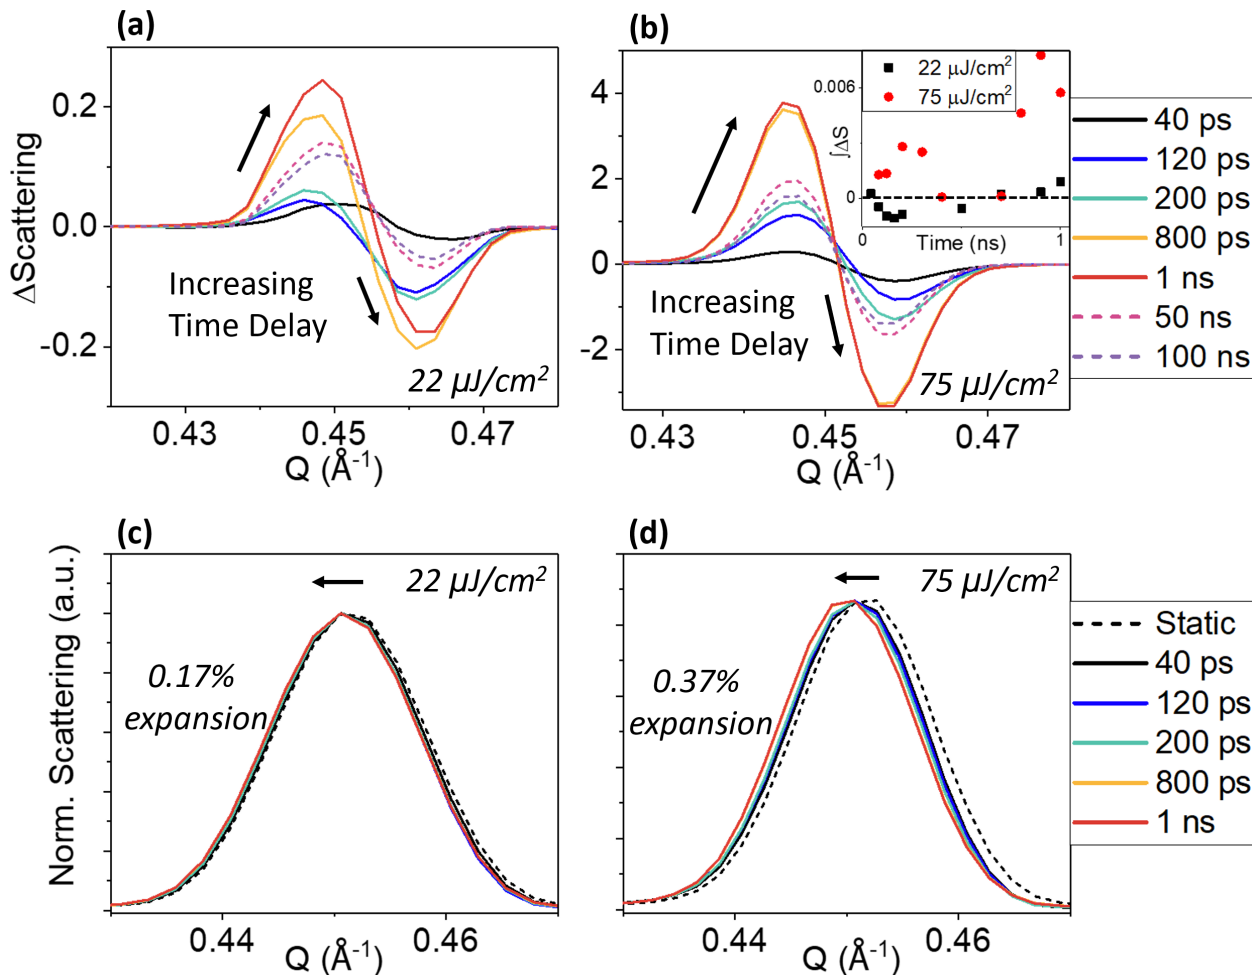 (a)
ΔScattering
0.2
0.0
-0.2
Increasing
Time Delay
22 µJ/cm²
0.43
0.45
0.47
Q (Å⁻¹)
(b)
4
2
0
-2
Increasing
Time Delay
75 µJ/cm²
0.43
0.45
0.47
Q (Å⁻¹)
0.006
0
∫ΔS
22 µJ/cm²
75 µJ/cm²
0
1
Time (ns)
40 ps
120 ps
200 ps
800 ps
1 ns
50 ns
100 ns
(c)
Norm. Scattering (a.u.)
22 µJ/cm²
0.17%
expansion
0.44
0.46
Q (Å⁻¹)
(d)
75 µJ/cm²
0.37%
expansion
0.44
0.46
Q (Å⁻¹)
Static
40 ps
120 ps
200 ps
800 ps
1 ns